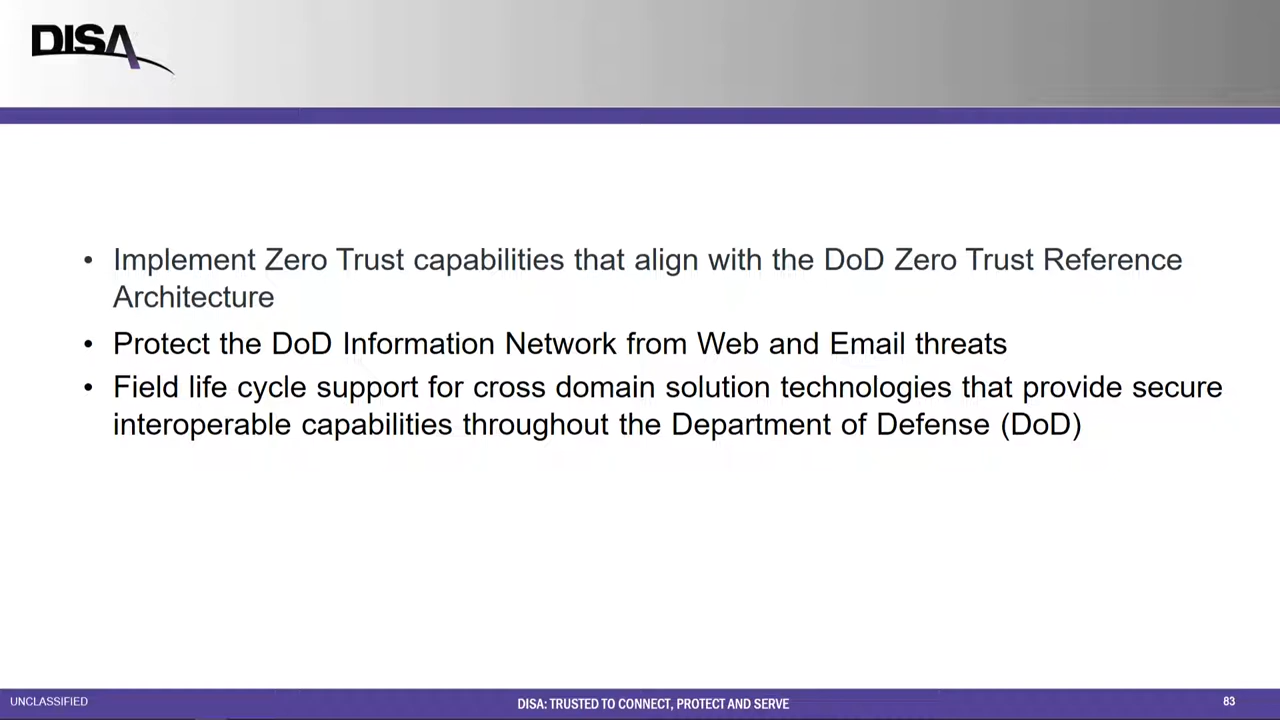 DISA
• Implement Zero Trust capabilities that align with the DoD Zero Trust Reference
Architecture
• Protect the DoD Information Network from Web and Email threats
• Field life cycle support for cross domain solution technologies that provide secure
interoperable capabilities throughout the Department of Defense (DoD)
UNCLASSIFIED
DISA: TRUSTED TO CONNECT, PROTECT AND SERVE
83